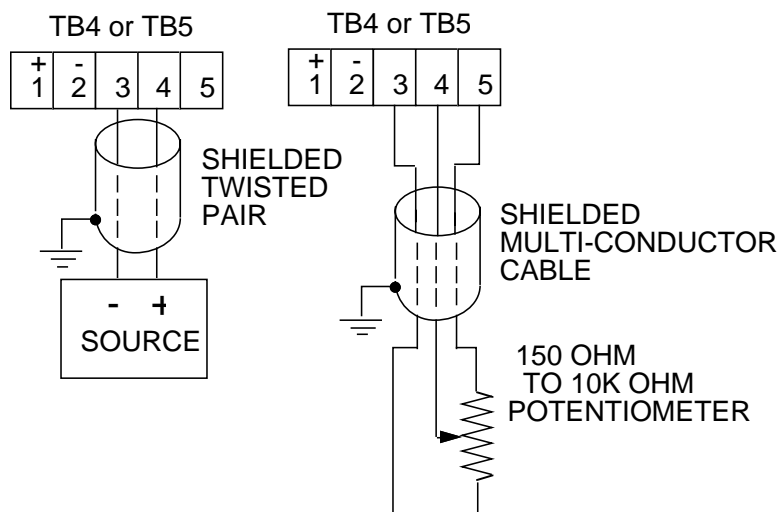 TB4 or TB5
+ -
1 2 3 4 5
SHIELDED
TWISTED
PAIR
- +
SOURCE
TB4 or TB5
+ -
1 2 3 4 5
SHIELDED
MULTI-CONDUCTOR
CABLE
150 OHM
TO 10K OHM
POTENTIOMETER